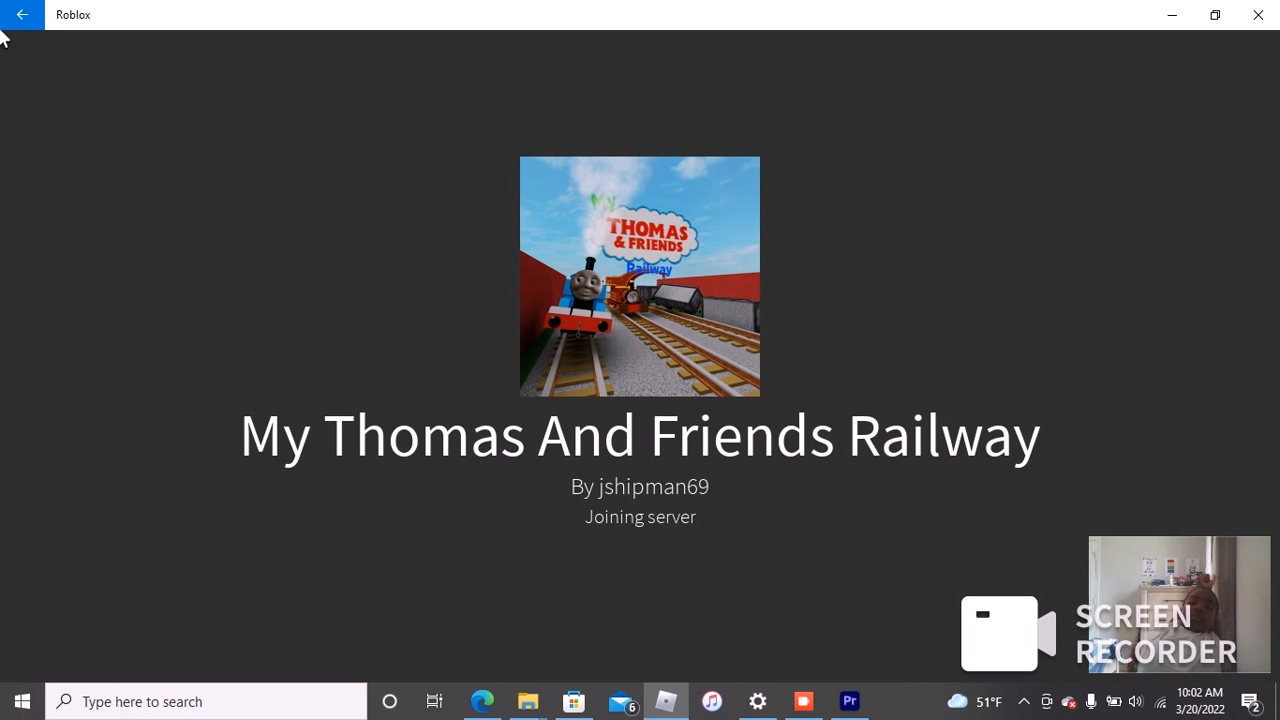 Roblox
My
THOMAS
& FRIENDS
Railway
My Thomas And Friends Railway
By jshipman69
Joining server
SCREEN
RECORDER
Type here to search
6
Pr
51°F
10:02 AM
3/20/2022
2